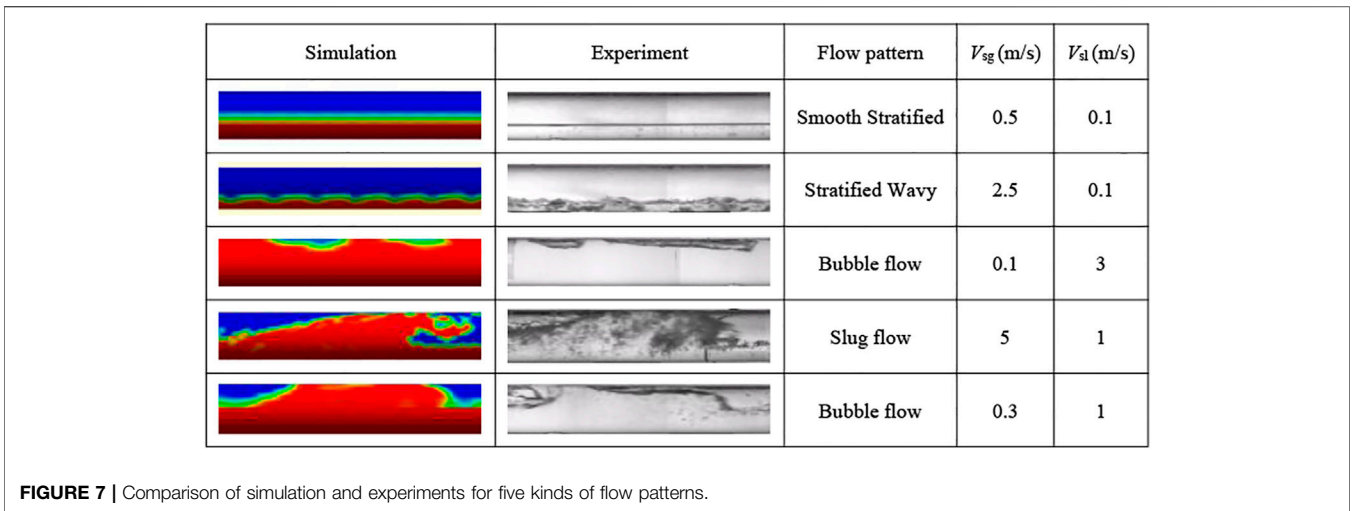 Simulation Experiment Flow pattern Vsg (m/s) Vsl (m/s)
Smooth Stratified 0.5 0.1
Stratified Wavy 2.5 0.1
Bubble flow 0.1 3
Slug flow 5 1
Bubble flow 0.3 1
FIGURE 7 | Comparison of simulation and experiments for five kinds of flow patterns.